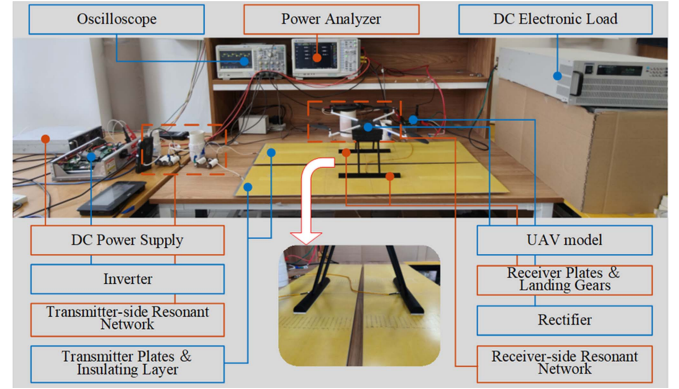 Oscilloscope
Power Analyzer
DC Electronic Load
DC Power Supply
Inverter
Transmitter-side Resonant
Network
Transmitter Plates &
Insulating Layer
UAV model
Receiver Plates &
Landing Gears
Rectifier
Receiver-side Resonant
Network